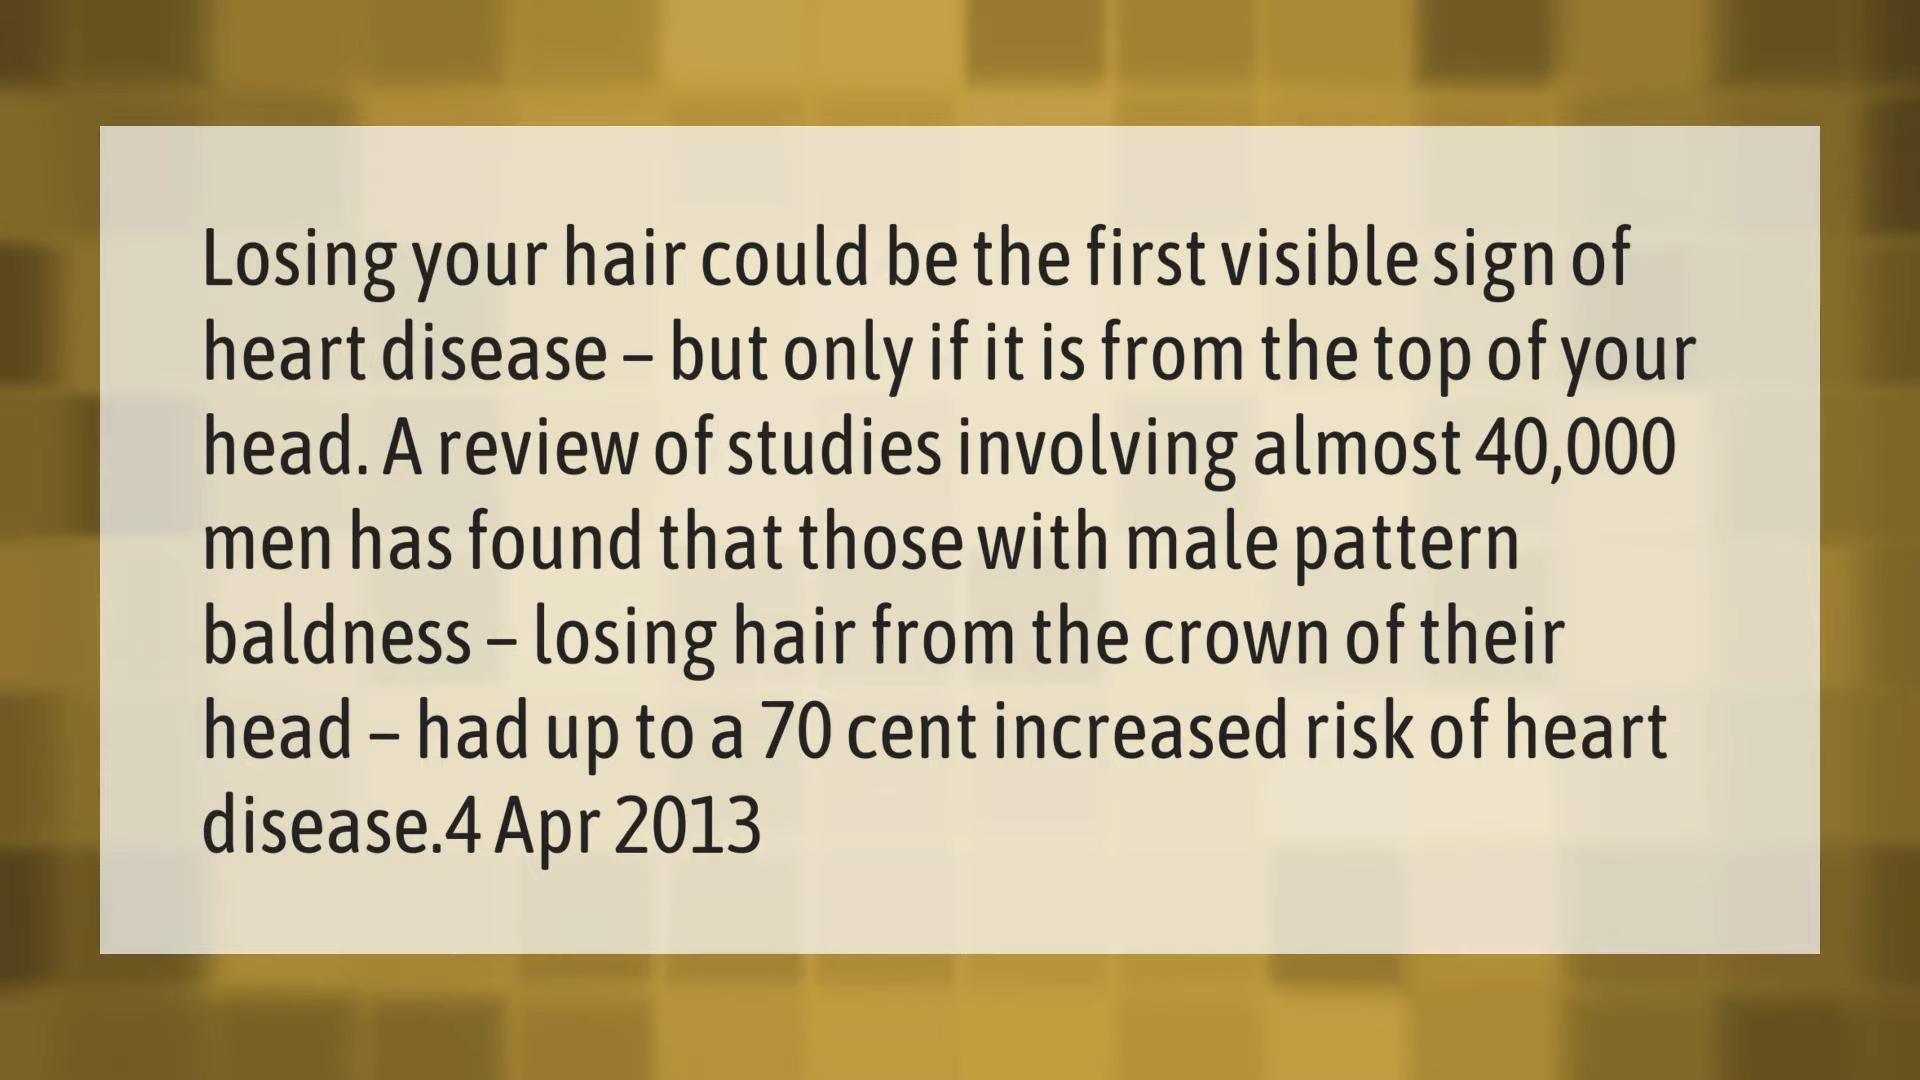 Losing your hair could be the first visible sign of
heart disease – but only if it is from the top of your
head. A review of studies involving almost 40,000
men has found that those with male pattern
baldness – losing hair from the crown of their
head – had up to a 70 cent increased risk of heart
disease.4 Apr 2013